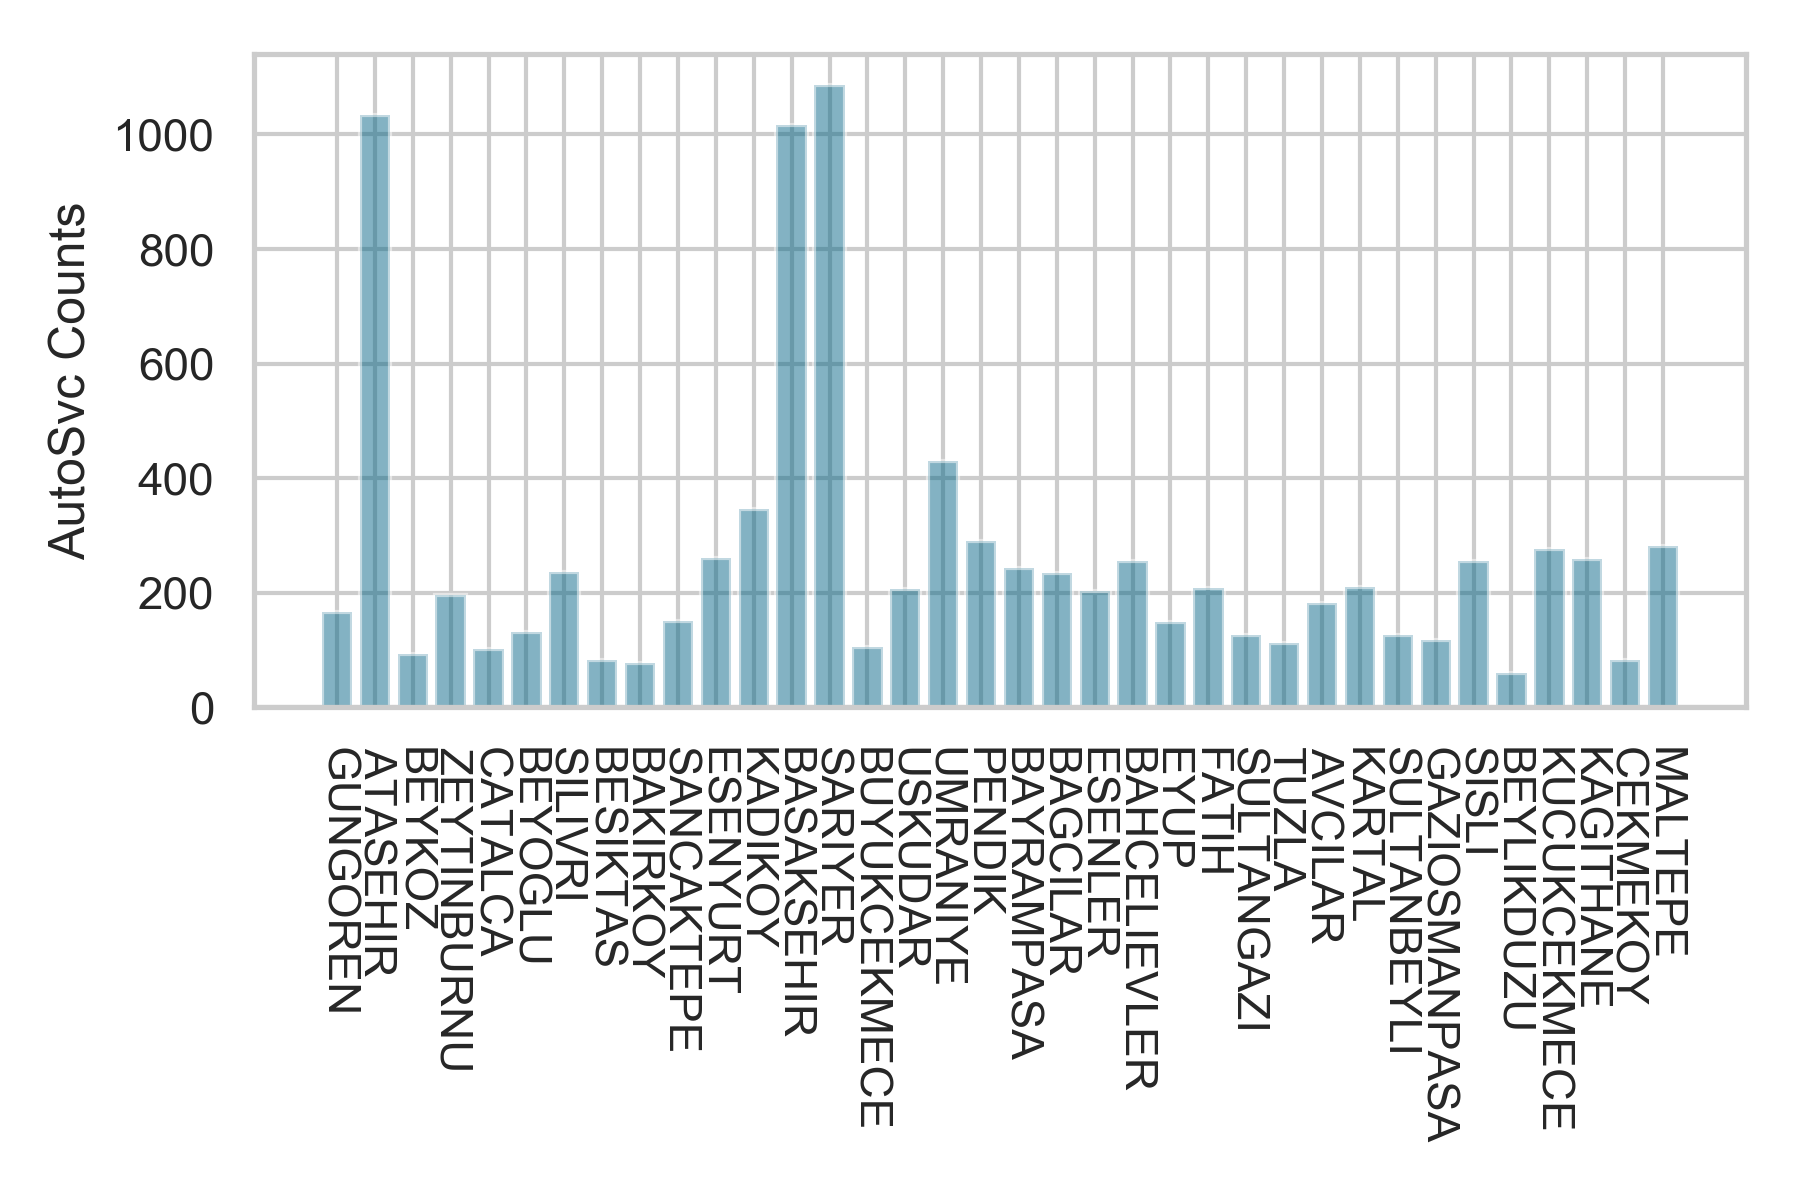 AutoSvc Counts
1000
800
600
400
200
0
GUNGOREN
ATASEHIR
BEYKOZ
ZEYTINBURNU
CATALCA
BEYOGLU
SILIVRI
BESIKTAS
BAKIRKOY
SANCAKTEPE
ESENYURT
KADIKOY
BASAKSEHIR
SARIYER
BUYUKCEKMECE
USKUDAR
UMRANIYE
PENDIK
BAYRAMPASA
BAGCILAR
ESENLER
BAHCELIEVLER
EYUP
FATIH
SULTANGAZI
TUZLA
AVCILAR
KARTAL
SULTANBEYLI
GAZIOSMANPASA
SISLI
BEYLIKDUZU
KUCUKCEKMECE
KAGITHANE
CEKMEKOY
MALTEPE